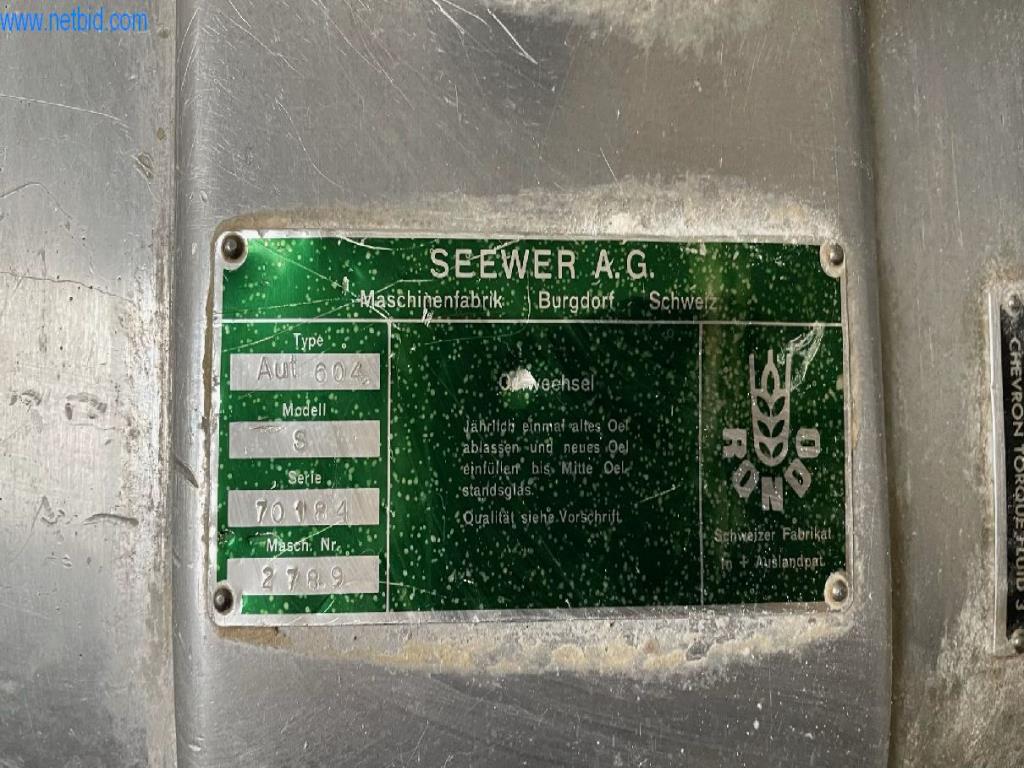 www.netbid.com
SEEWER A.G.
Maschinenfabrik Burgdorf Schweiz
Type
Aut 604
Modell
S
Serie
70184
Masch. Nr.
2789
Jährlich einmal altes Oel
ablassen und neues Oel
einfüllen bis Mitte Oel-
standsglas.
Qualität siehe Vorschrift
RONDO
Schweizer Fabrikat
In + Auslandpat.
CHEVRON TORQUE FLUID 3